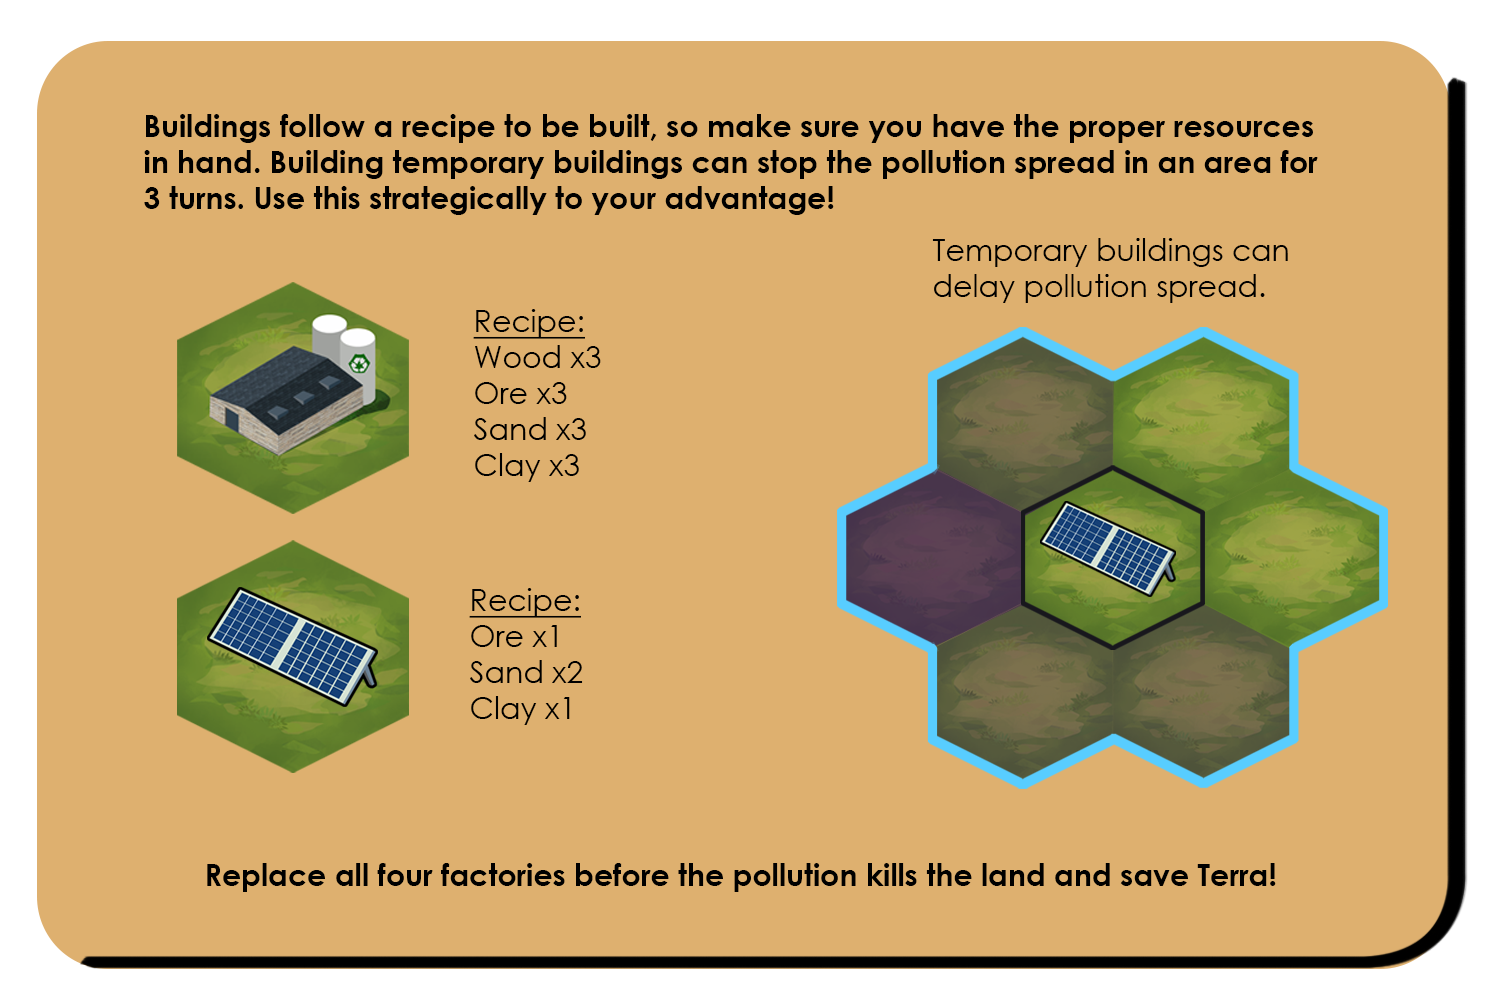 Buildings follow a recipe to be built, so make sure you have the proper resources
in hand. Building temporary buildings can stop the pollution spread in an area for
3 turns. Use this strategically to your advantage!
Temporary buildings can
delay pollution spread.
Recipe:
Wood x3
Ore x3
Sand x3
Clay x3
Recipe:
Ore x1
Sand x2
Clay x1
Replace all four factories before the pollution kills the land and save Terra!